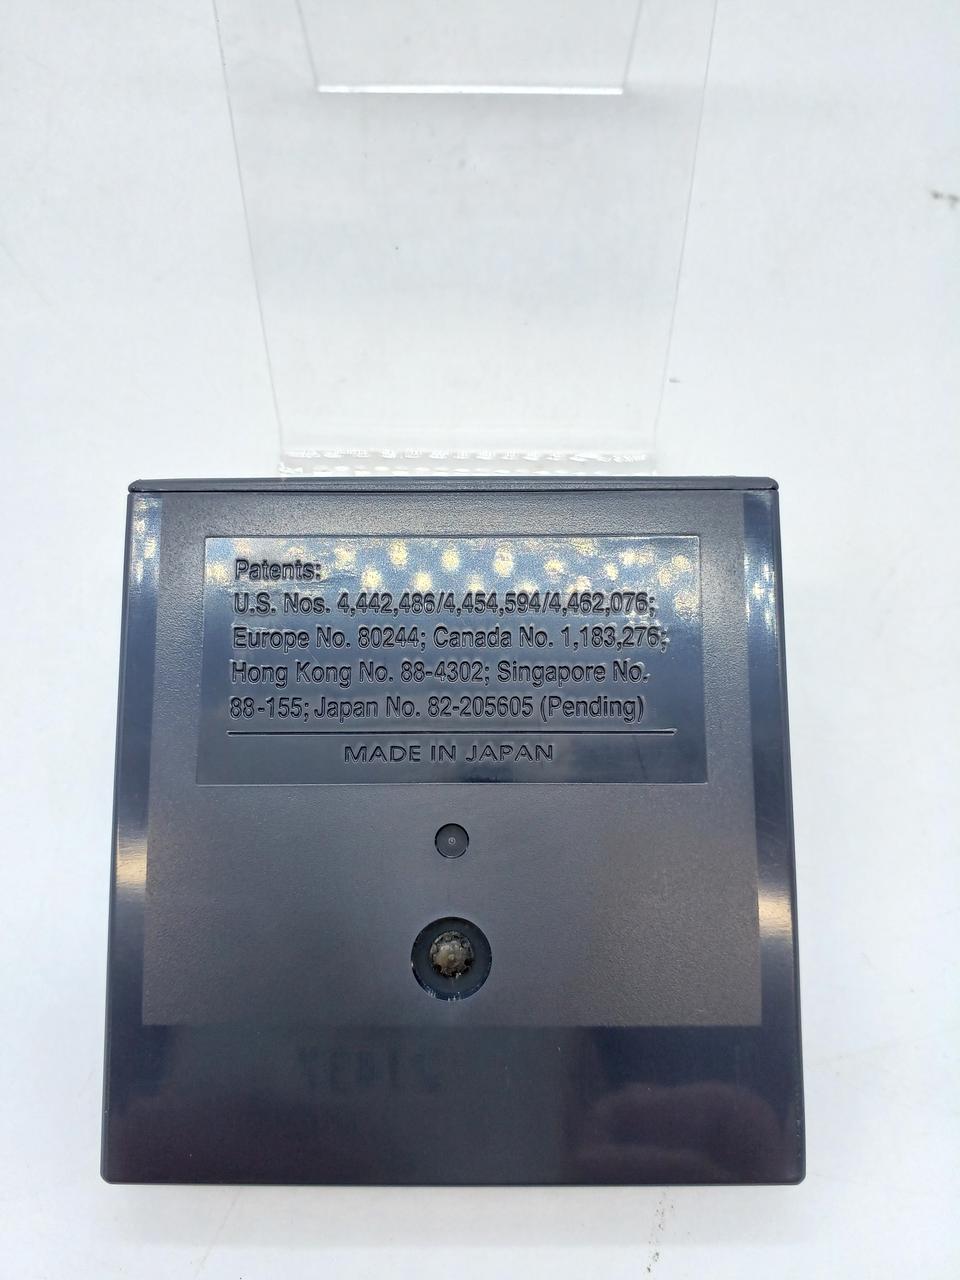 Patents:
U.S. Nos. 4,442,486/4,454,594/4,462,076;
Europe No. 80244; Canada No. 1,183,276;
Hong Kong No. 88-4302; Singapore No.
88-155; Japan No. 82-205605 (Pending)
MADE IN JAPAN